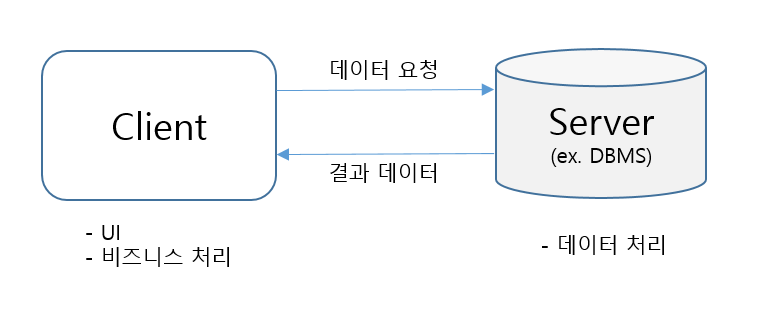 데이터 요청
Client
Server
(ex. DBMS)
결과 데이터
- UI
- 비즈니스 처리
- 데이터 처리